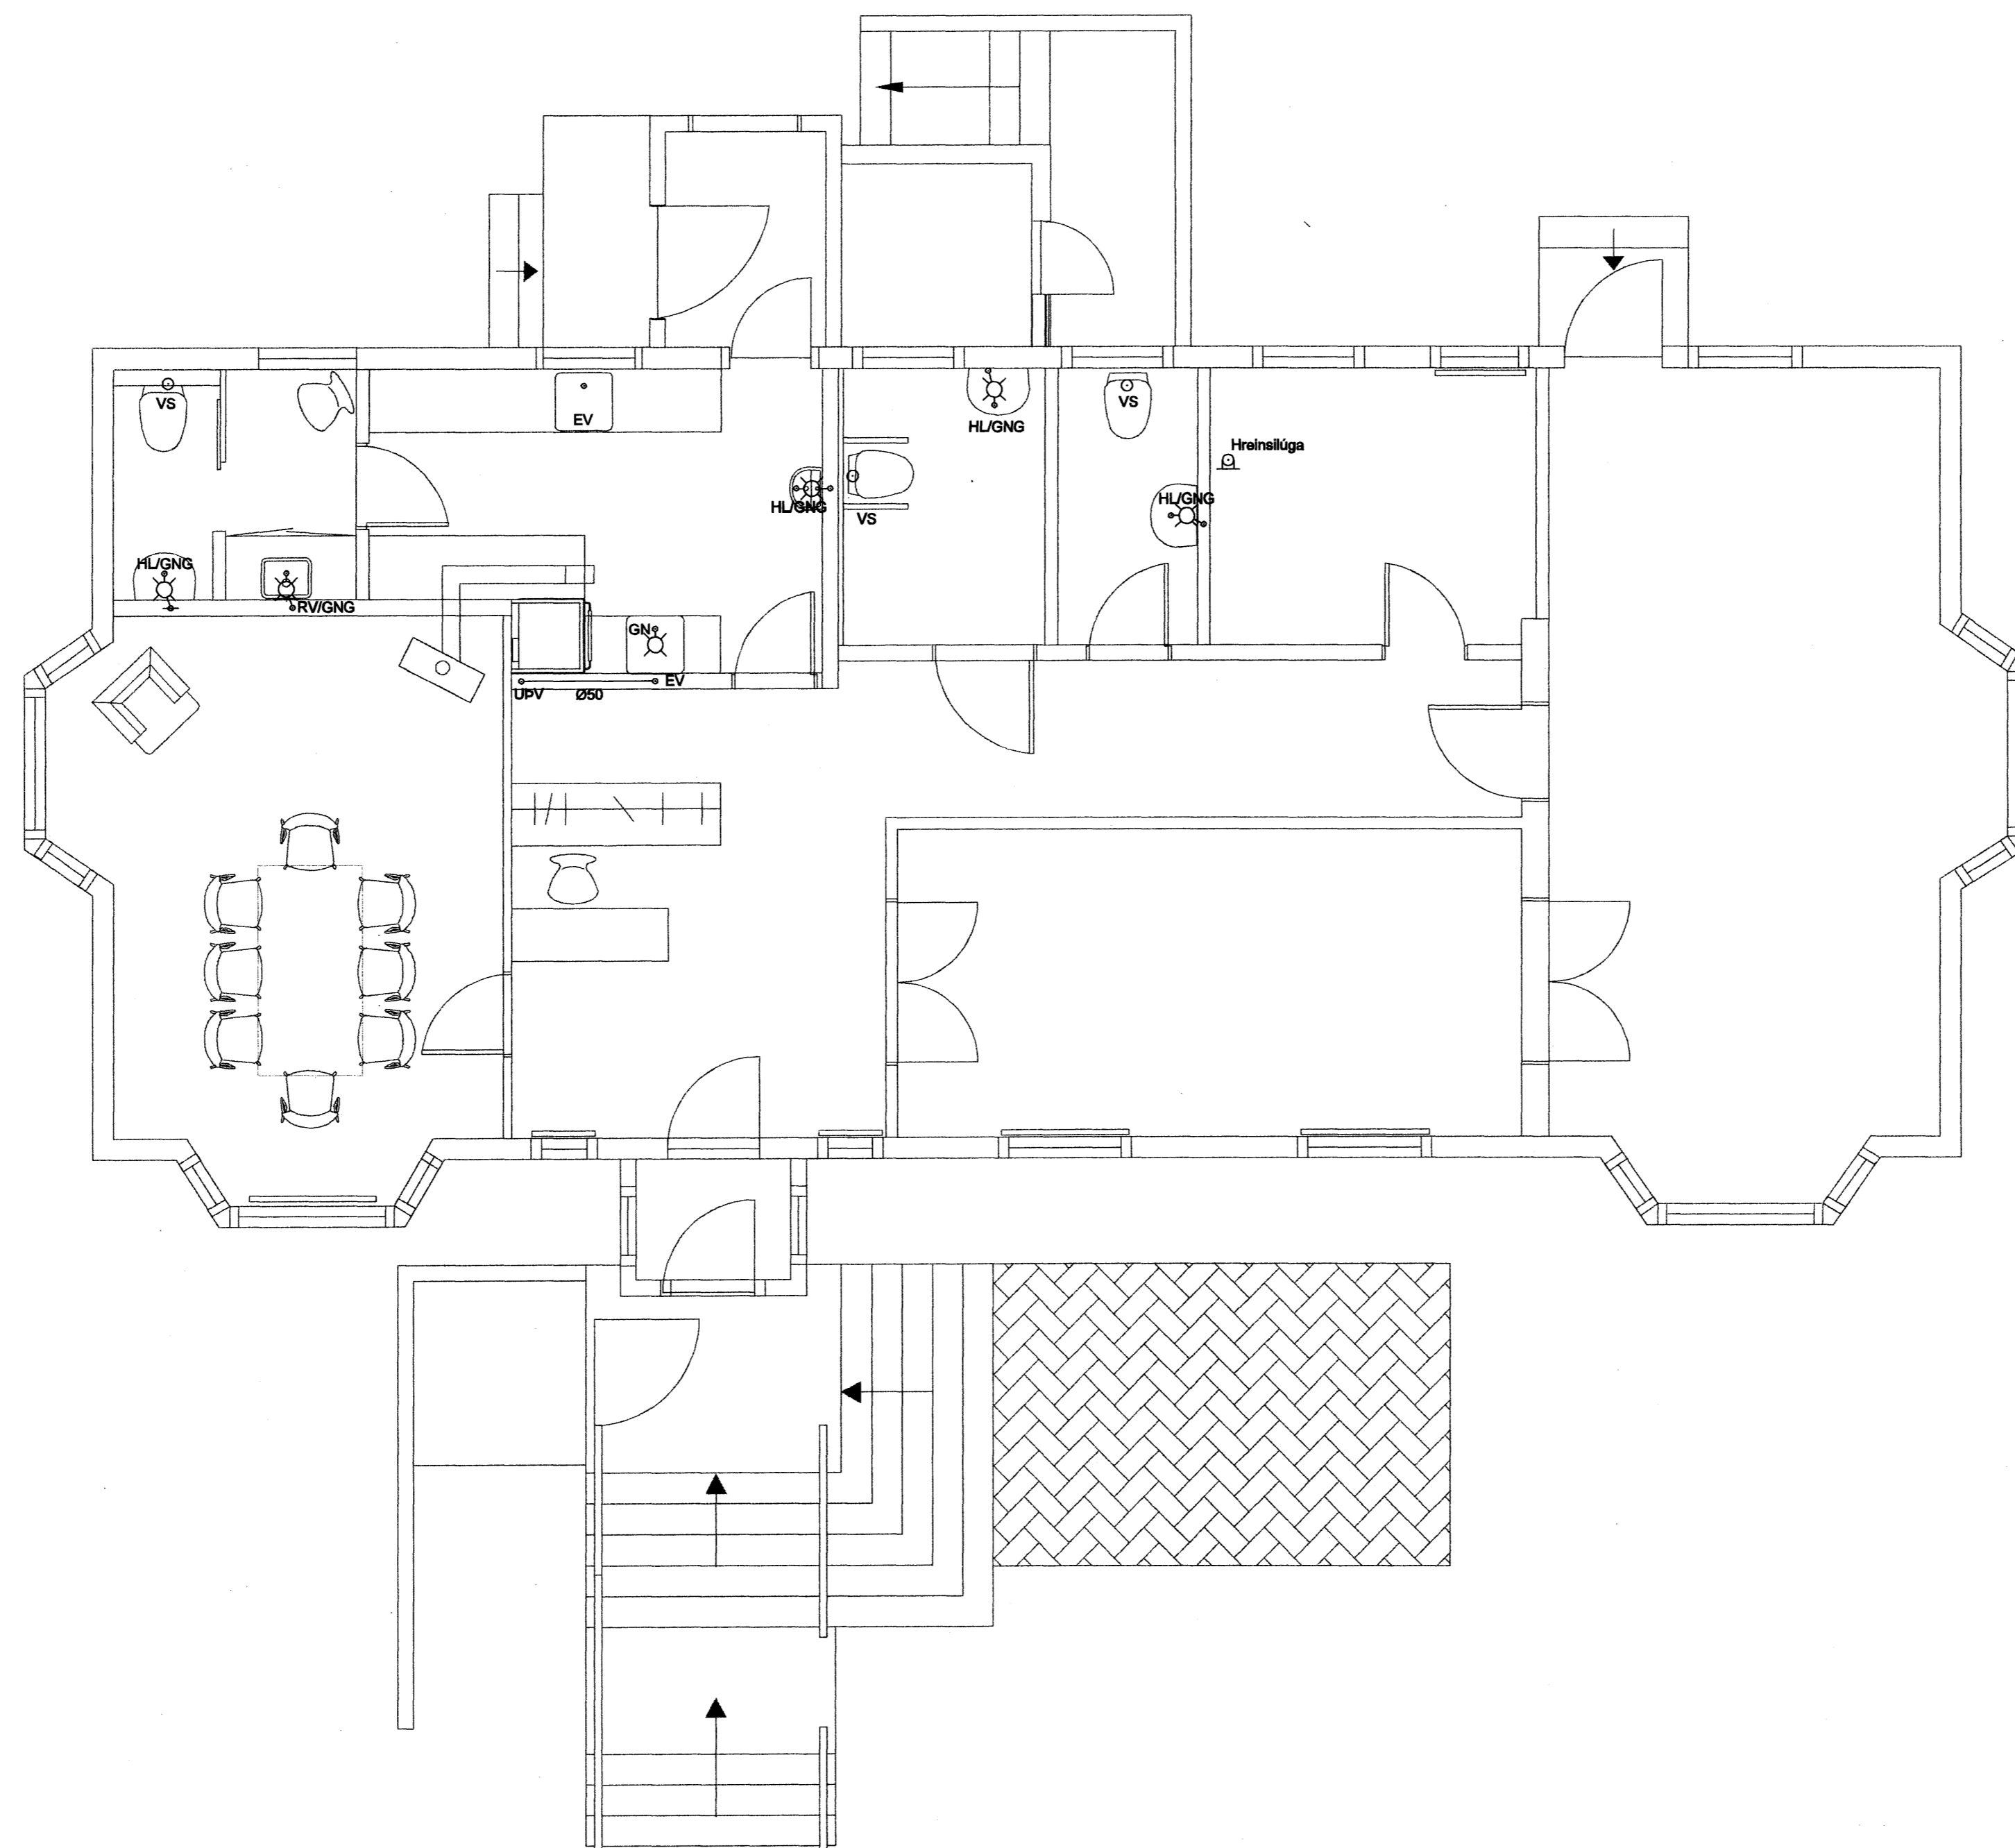 VS
VS
EV
HL/GNG
Hreinsilúga
HL/GNG
HL/GNG
VS
HL/GNG
RV/GNG
GN
EV
UPV Ø50